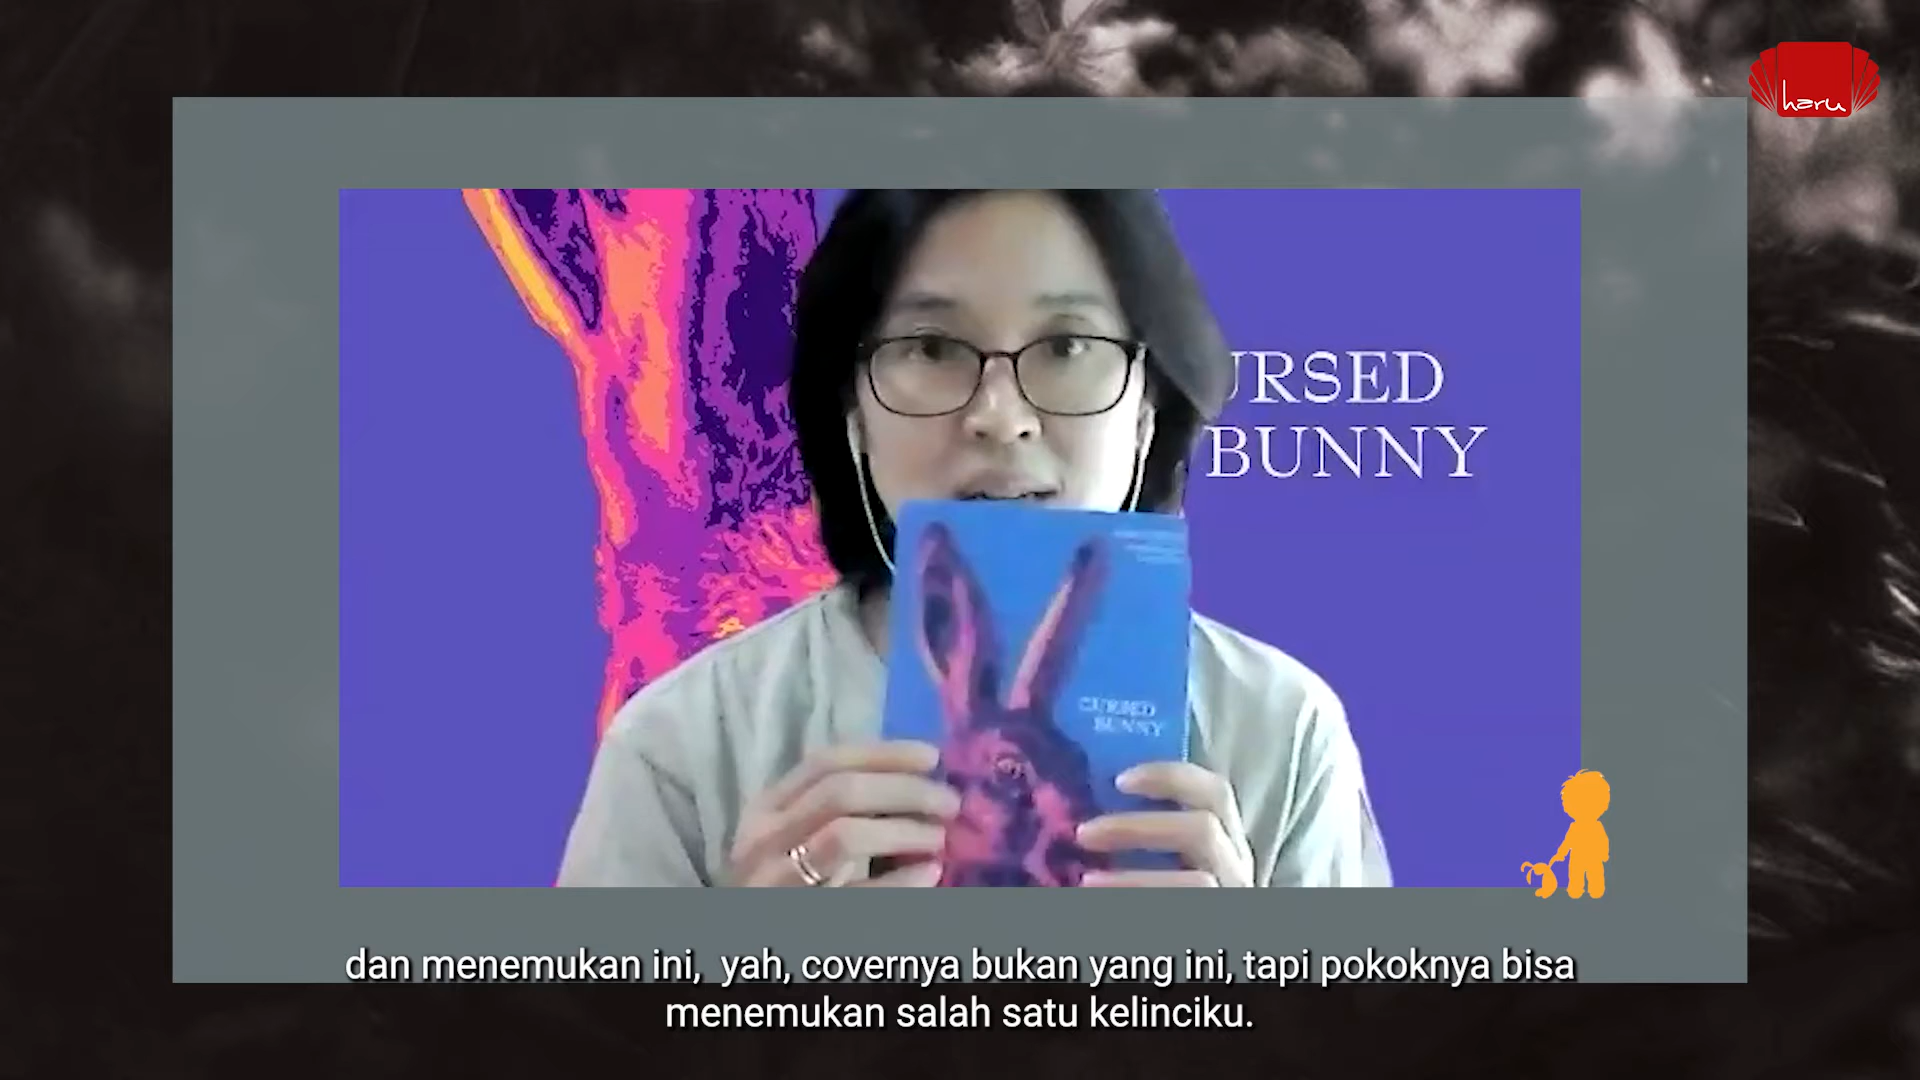 haru
URSED
BUNNY
CURSED
BUNNY
dan menemukan ini,  yah, covernya bukan yang ini, tapi pokoknya bisa
menemukan salah satu kelinciku.